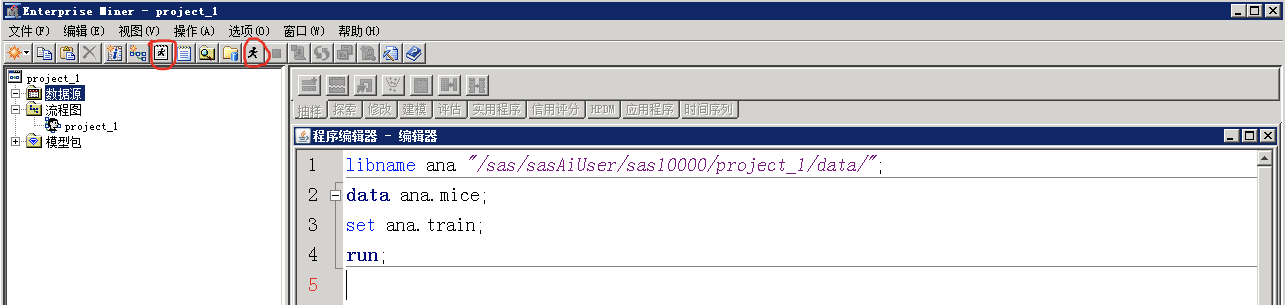 Enterprise Miner - project_1
文件(F) 编辑(E) 视图(V) 操作(A) 选项(O) 窗口(W) 帮助(H)
project_1
数据源
流程图
project_1
模型包
抽样 探索 修改 建模 评估 实用程序 信用评分 HPDM 应用程序 时间序列
程序编辑器 - 编辑器
1 libname ana "/sas/sasAiUser/sas10000/project_1/data/";
2 data ana.mice;
3 set ana.train;
4 run;
5